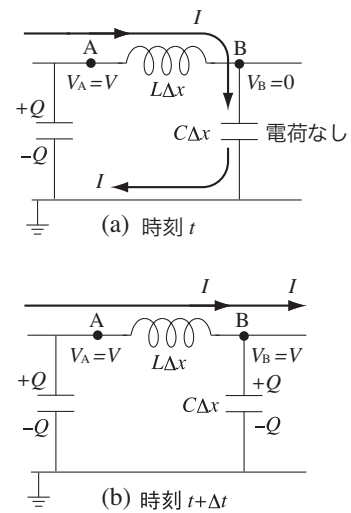 I
A
B
V_A=V
LΔx
V_B=0
+Q
-Q
CΔx
電荷なし
I
(a) 時刻 t
I
I
A
B
V_A=V
LΔx
V_B=V
+Q
-Q
CΔx
+Q
-Q
(b) 時刻 t+Δt